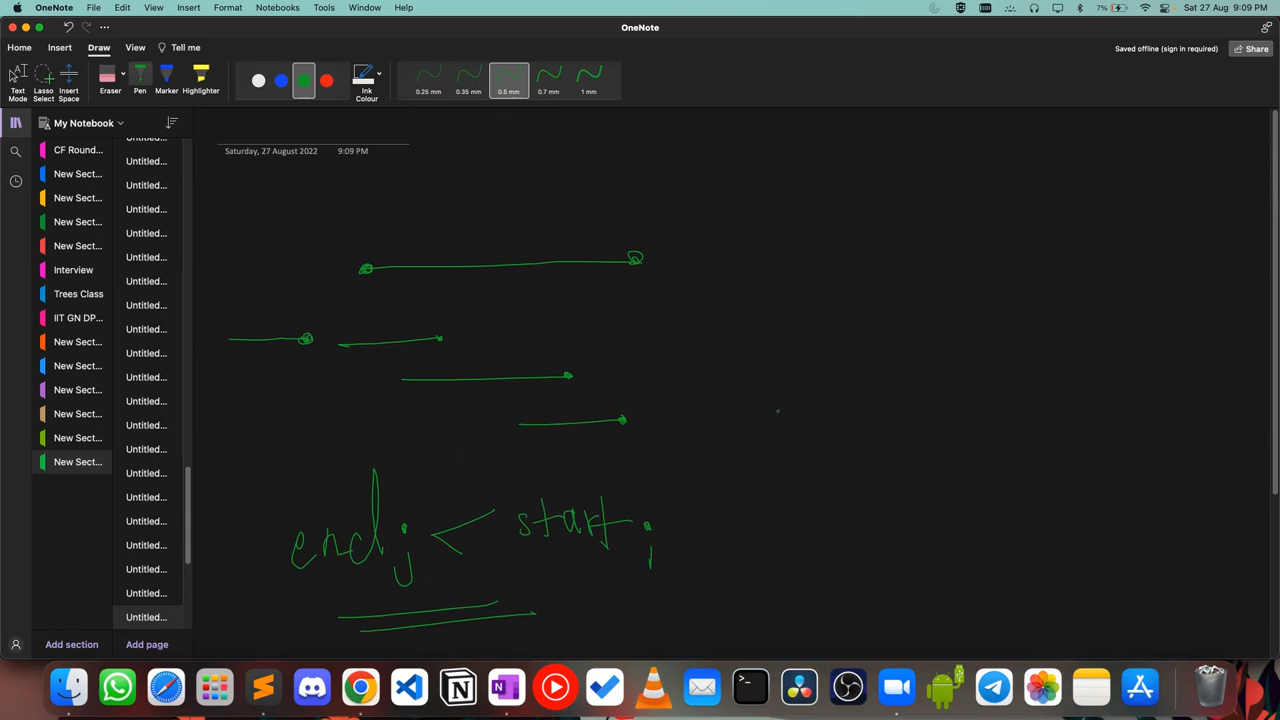 OneNote File Edit View Insert Format Notebooks Tools Window Help 7% Sat 27 Aug 9:09 PM
OneNote
Home Insert Draw View Tell me Saved offline (sign in required) Share
Text Mode Lasso Select Insert Space Eraser Pen Marker Highlighter Ink Colour 0.25 mm 0.35 mm 0.5 mm 0.7 mm 1 mm
My Notebook
Saturday, 27 August 2022 9:09 PM
Untitled...
CF Round...
Untitled...
New Sect...
Untitled...
New Sect...
Untitled...
New Sect...
Untitled...
New Sect...
Untitled...
Interview
Untitled...
Trees Class
Untitled...
IIT GN DP...
Untitled...
New Sect...
Untitled...
New Sect...
Untitled...
New Sect...
Untitled...
New Sect...
Untitled...
New Sect...
Untitled...
New Sect...
Untitled...
Untitled...
Untitled...
Untitled...
Untitled...
Untitled...
Untitled...
end j < start i
Add section Add page